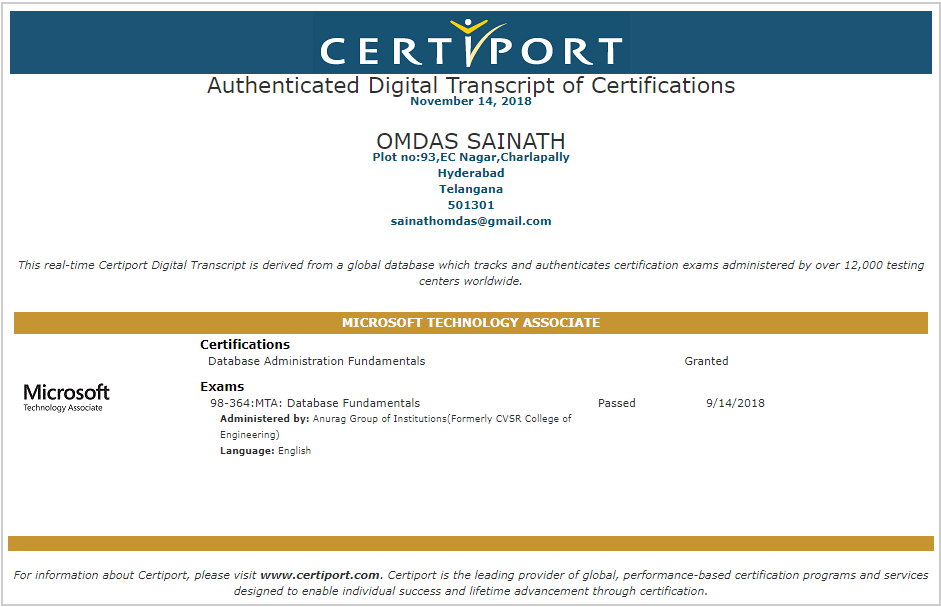 CERTIPORT
Authenticated Digital Transcript of Certifications
November 14, 2018
OMDAS SAINATH
Plot no:93,EC Nagar,Charlapally
Hyderabad
Telangana
501301
sainathomdas@gmail.com
This real-time Certiport Digital Transcript is derived from a global database which tracks and authenticates certification exams administered by over 12,000 testing
centers worldwide.
MICROSOFT TECHNOLOGY ASSOCIATE
Certifications
Database Administration Fundamentals Granted
Microsoft
Technology Associate
Exams
98-364:MTA: Database Fundamentals Passed 9/14/2018
Administered by: Anurag Group of Institutions(Formerly CVSR College of
Engineering)
Language: English
For information about Certiport, please visit www.certiport.com. Certiport is the leading provider of global, performance-based certification programs and services
designed to enable individual success and lifetime advancement through certification.